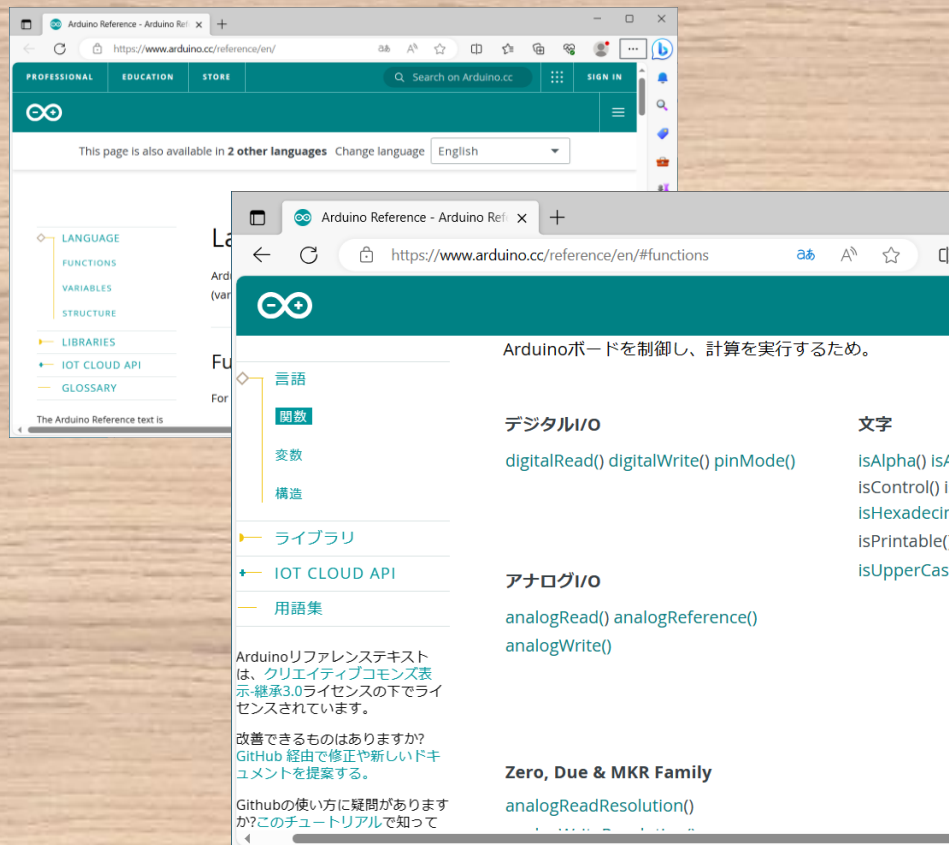 Arduino Reference - Arduino Ref
https://www.arduino.cc/reference/en/
PROFESSIONAL EDUCATION STORE
Search on Arduino.cc
SIGN IN
This page is also available in 2 other languages Change language English
LANGUAGE
FUNCTIONS
VARIABLES
STRUCTURE
LIBRARIES
IOT CLOUD API
GLOSSARY
The Arduino Reference text is
La
Ardu
(var
Fu
For
Arduino Reference - Arduino Ref
https://www.arduino.cc/reference/en/#functions
言語
関数
変数
構造
ライブラリ
IOT CLOUD API
用語集
Arduinoリファレンステキスト
は、クリエイティブコモンズ表
示-継承3.0ライセンスの下でライ
センスされています。
改善できるものはありますか?
GitHub 経由で修正や新しいドキ
ュメントを提案する。
Githubの使い方に疑問があります
か?このチュートリアルで知って
Arduinoボードを制御し、計算を実行するため。
デジタルI/O
digitalRead() digitalWrite() pinMode()
アナログI/O
analogRead() analogReference()
analogWrite()
Zero, Due & MKR Family
analogReadResolution()
文字
isAlpha() isA
isControl() i
isHexadecim
isPrintable()
isUpperCas